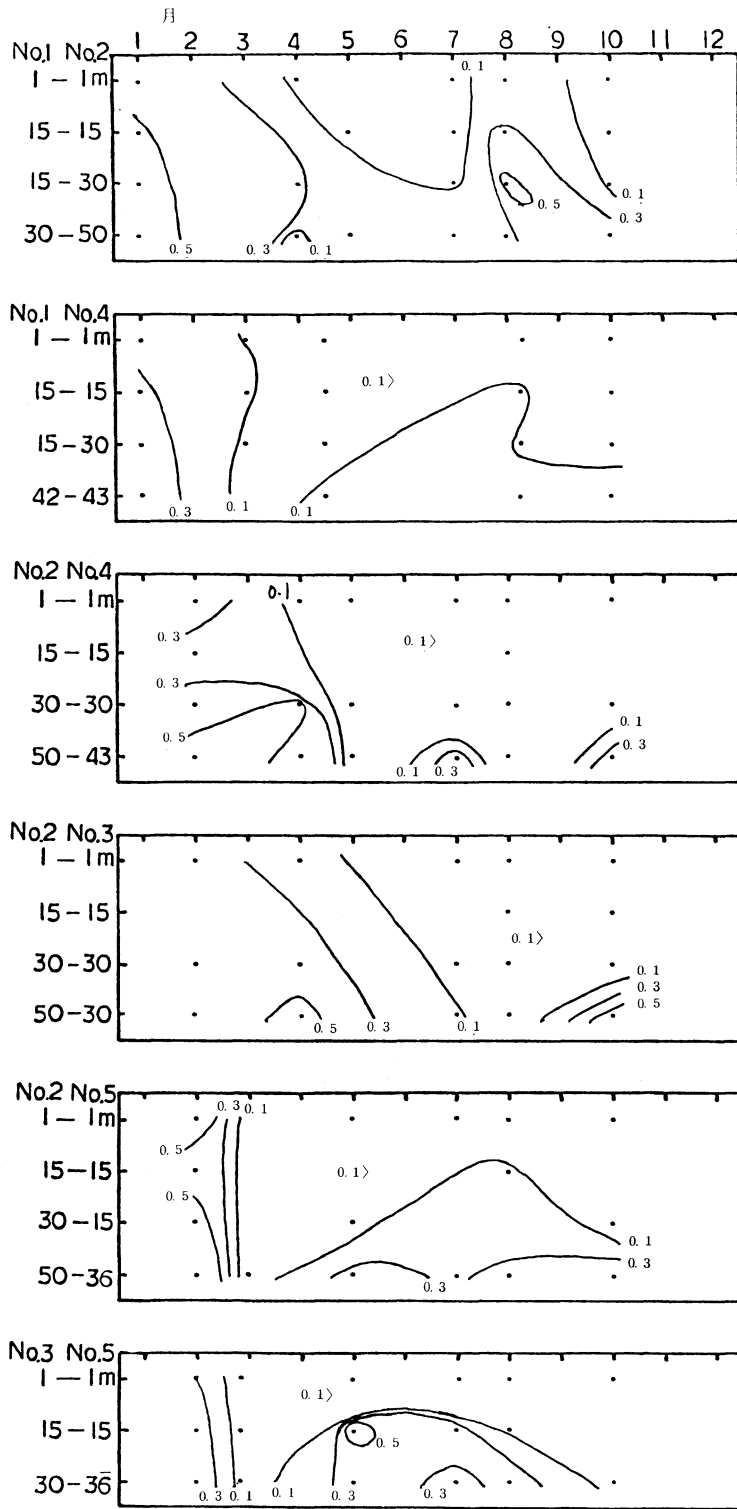 月
1 2 3 4 5 6 7 8 9 10 11 12
No.1 No.2
1 — 1m
0.1
15 — 15
15 — 30
0.5
0.1
0.3
30 — 50
0.5
0.3
0.1
No.1 No.4
1 — 1m
0.1〉
15 — 15
15 — 30
42 — 43
0.3
0.1
0.1
No.2 No.4
1 — 1m
0.1
0.3
0.1〉
15 — 15
0.3
30 — 30
0.5
0.1
0.3
50 — 43
0.1
0.3
No.2 No.3
1 — 1m
15 — 15
0.1〉
30 — 30
0.1
0.3
0.5
50 — 30
0.5
0.3
0.1
No.2 No.5
0.3 0.1
1 — 1m
0.5
15 — 15
0.1〉
0.5
30 — 15
0.1
0.3
50 — 36
0.3
No.3 No.5
1 — 1m
0.1〉
15 — 15
0.5
30 — 36
0.3
0.1
0.1
0.3
0.3